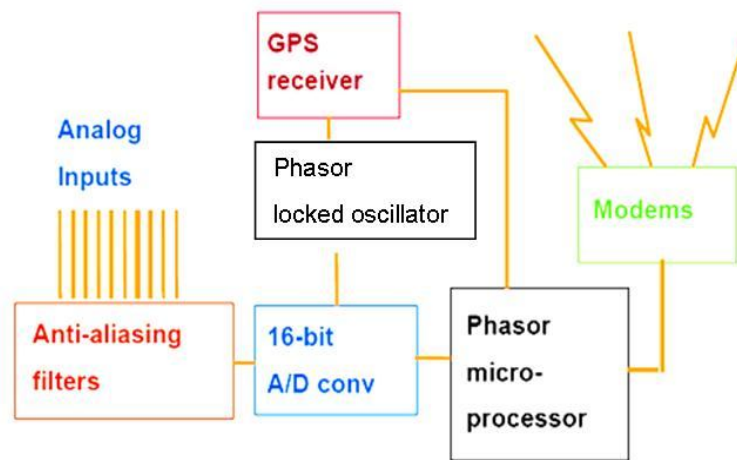 GPS
receiver
Analog
Inputs
Phasor
locked oscillator
Modems
Anti-aliasing
filters
16-bit
A/D conv
Phasor
micro-
processor